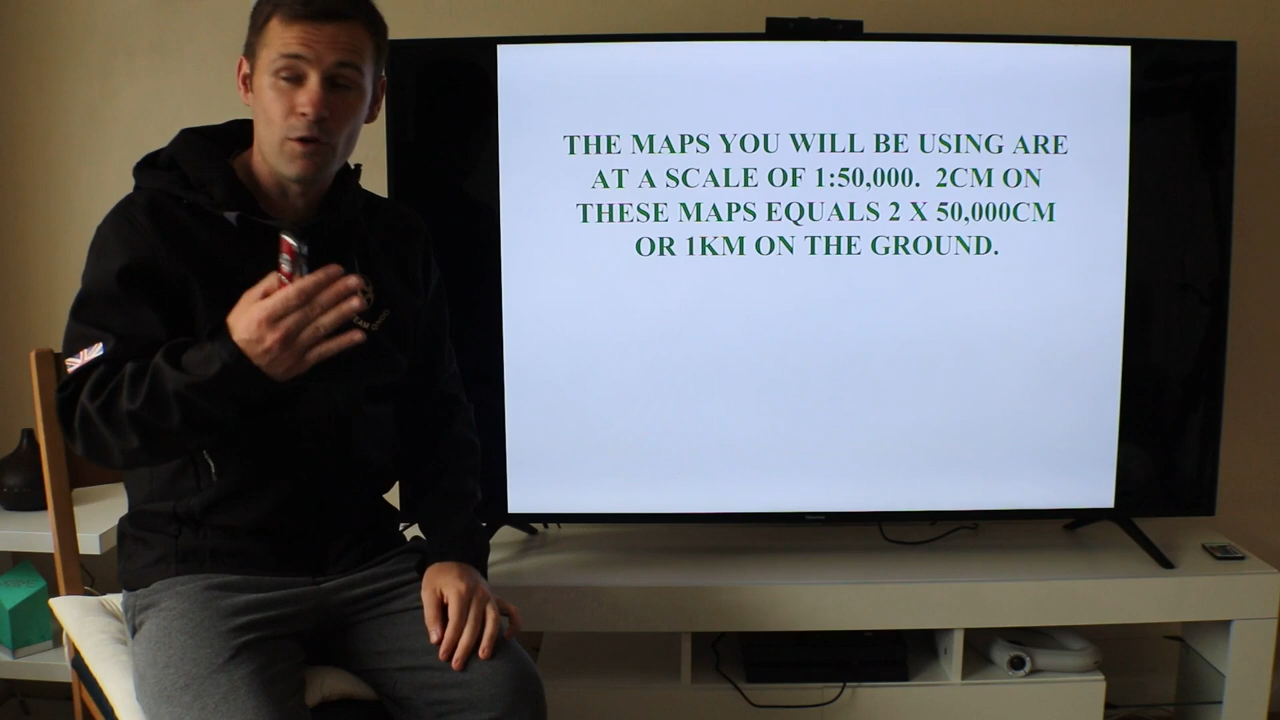 THE MAPS YOU WILL BE USING ARE
AT A SCALE OF 1:50,000.  2CM ON
THESE MAPS EQUALS 2 X 50,000CM
OR 1KM ON THE GROUND.